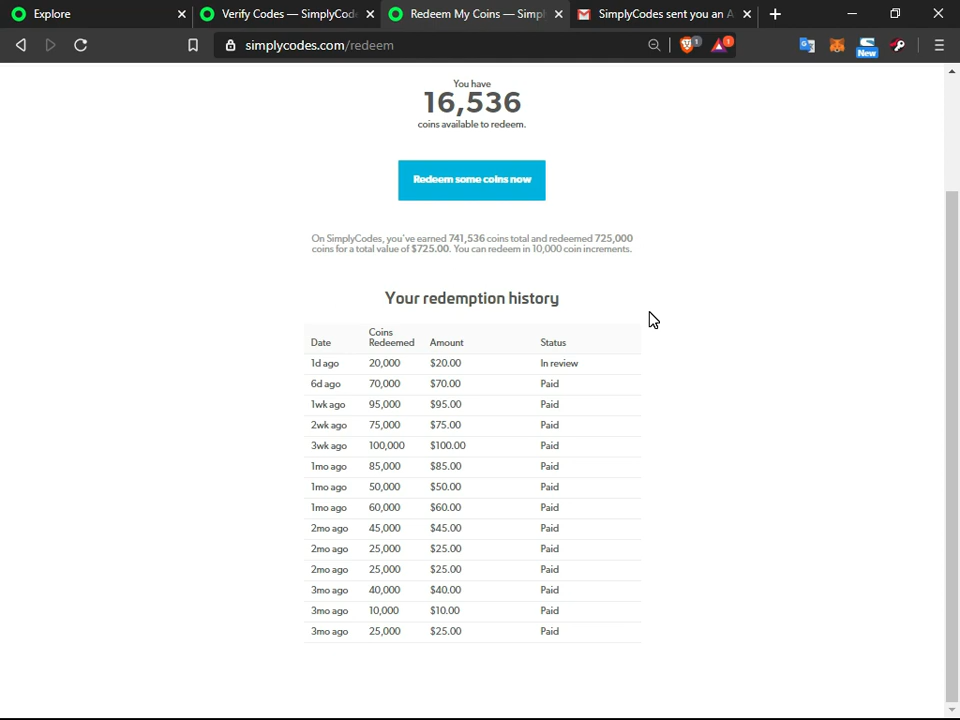 Explore
Verify Codes — SimplyCode
Redeem My Coins — Simpl
SimplyCodes sent you an A
simplycodes.com/redeem
1
1
New
You have
16,536
coins available to redeem.
Redeem some coins now
On SimplyCodes, you've earned 741,536 coins total and redeemed 725,000
coins for a total value of $725.00. You can redeem in 10,000 coin increments.
Your redemption history
Date Coins Redeemed Amount Status
1d ago 20,000 $20.00 In review
6d ago 70,000 $70.00 Paid
1wk ago 95,000 $95.00 Paid
2wk ago 75,000 $75.00 Paid
3wk ago 100,000 $100.00 Paid
1mo ago 85,000 $85.00 Paid
1mo ago 50,000 $50.00 Paid
1mo ago 60,000 $60.00 Paid
2mo ago 45,000 $45.00 Paid
2mo ago 25,000 $25.00 Paid
2mo ago 25,000 $25.00 Paid
3mo ago 40,000 $40.00 Paid
3mo ago 10,000 $10.00 Paid
3mo ago 25,000 $25.00 Paid